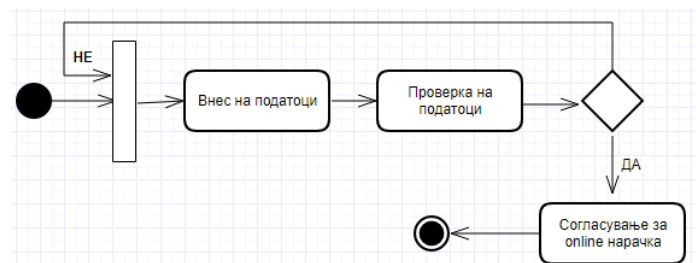 НЕ
Внес на податоци
Проверка на
податоци
ДА
Согласување за
online нарачка